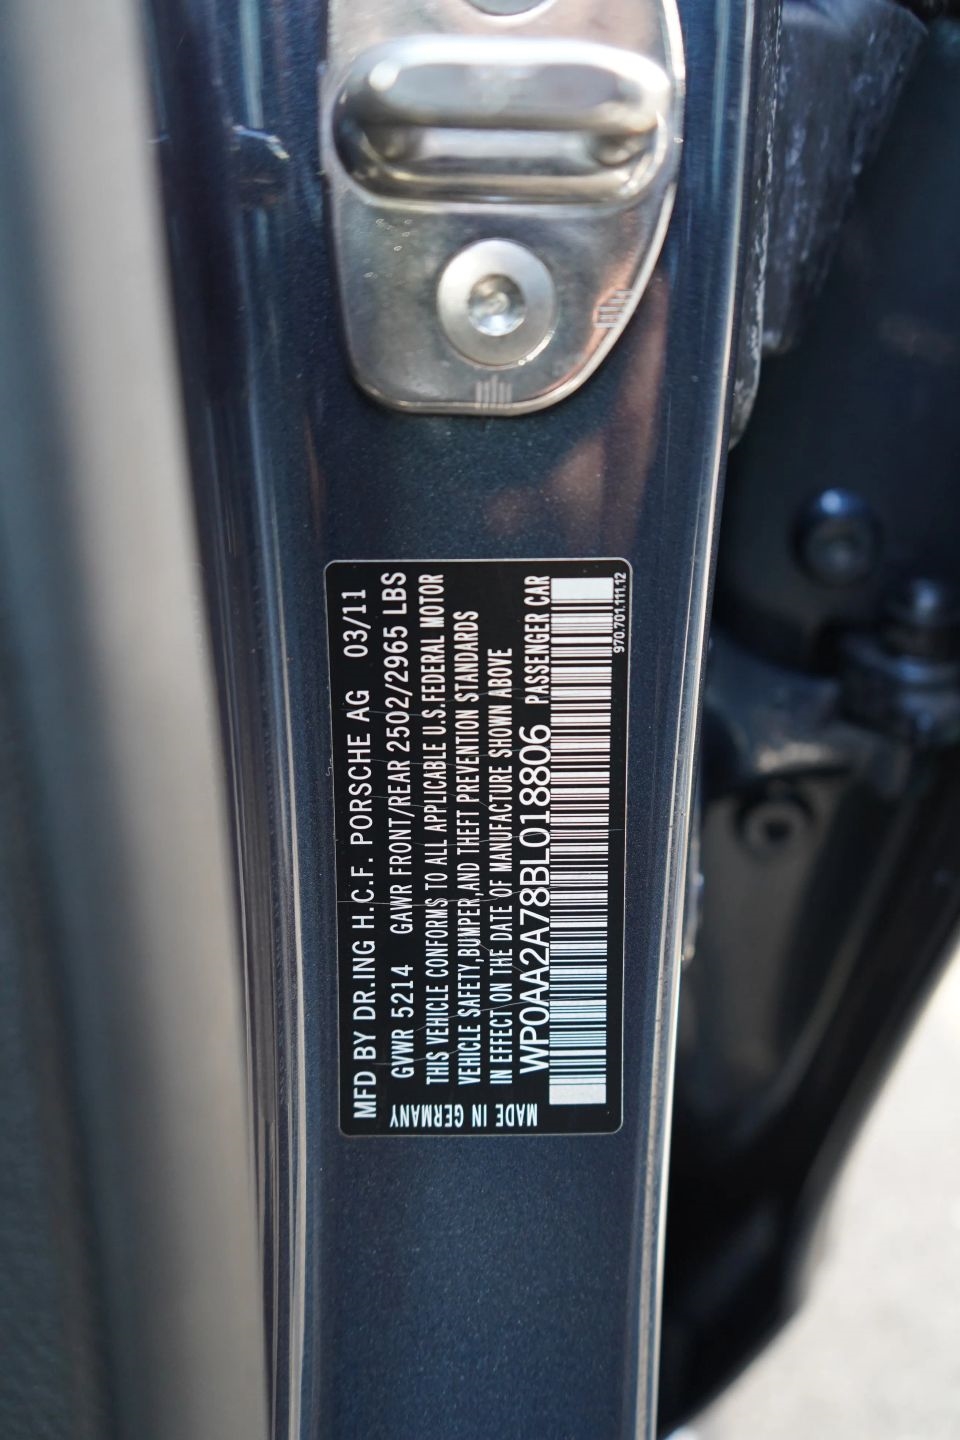 MFD BY DR.ING H.C.F. PORSCHE AG 03/11
GVWR 5214 GAWR FRONT/REAR 2502/2965 LBS
THIS VEHICLE CONFORMS TO ALL APPLICABLE U.S.FEDERAL MOTOR
VEHICLE SAFETY,BUMPER,AND THEFT PREVENTION STANDARDS
IN EFFECT ON THE DATE OF MANUFACTURE SHOWN ABOVE
WP0AA2A78BL018806 PASSENGER CAR
970.701.111.12
MADE IN GERMANY